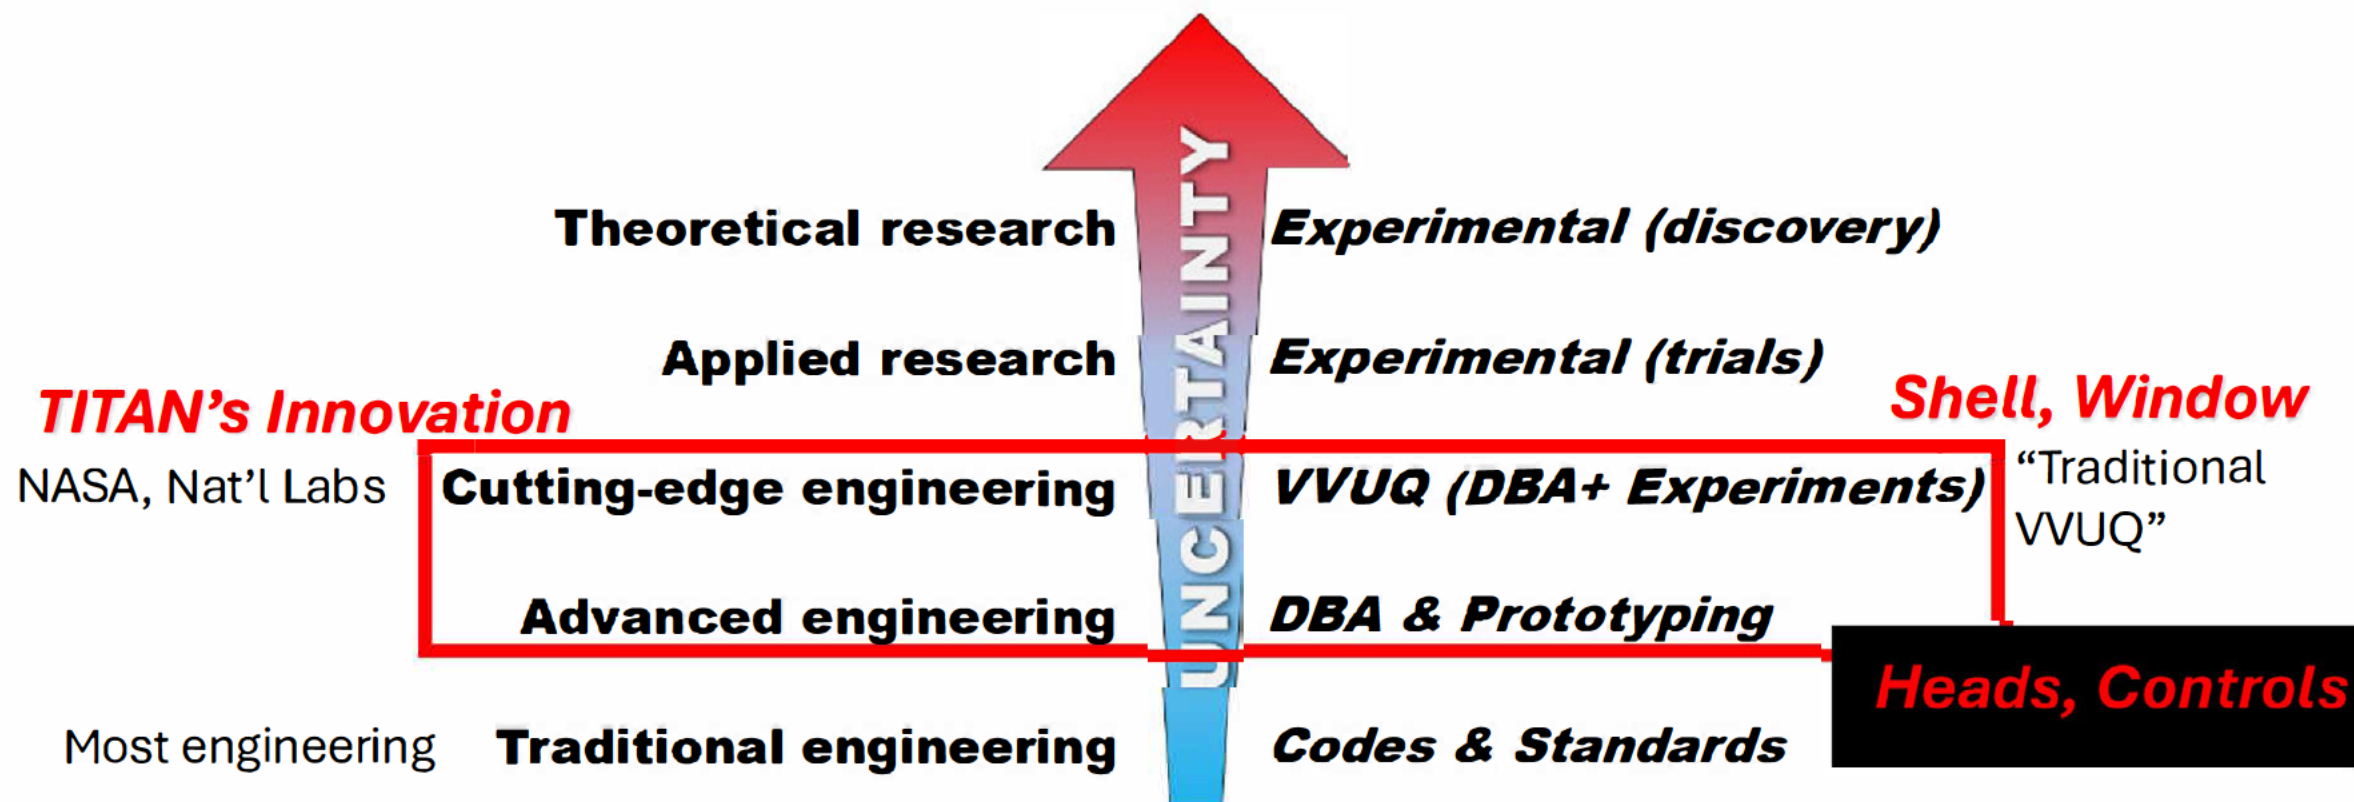 UNCERTAINTY
Theoretical research
Experimental (discovery)
Applied research
Experimental (trials)
TITAN’s Innovation
Shell, Window
NASA, Nat’l Labs
Cutting-edge engineering
VVUQ (DBA+ Experiments)
“Traditional
VVUQ”
Advanced engineering
DBA & Prototyping
Heads, Controls
Most engineering
Traditional engineering
Codes & Standards